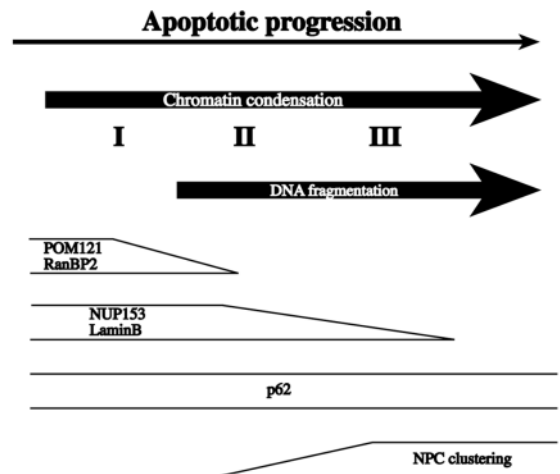 Apoptotic progression
Chromatin condensation
I II III
DNA fragmentation
POM121
RanBP2
NUP153
LaminB
p62
NPC clustering